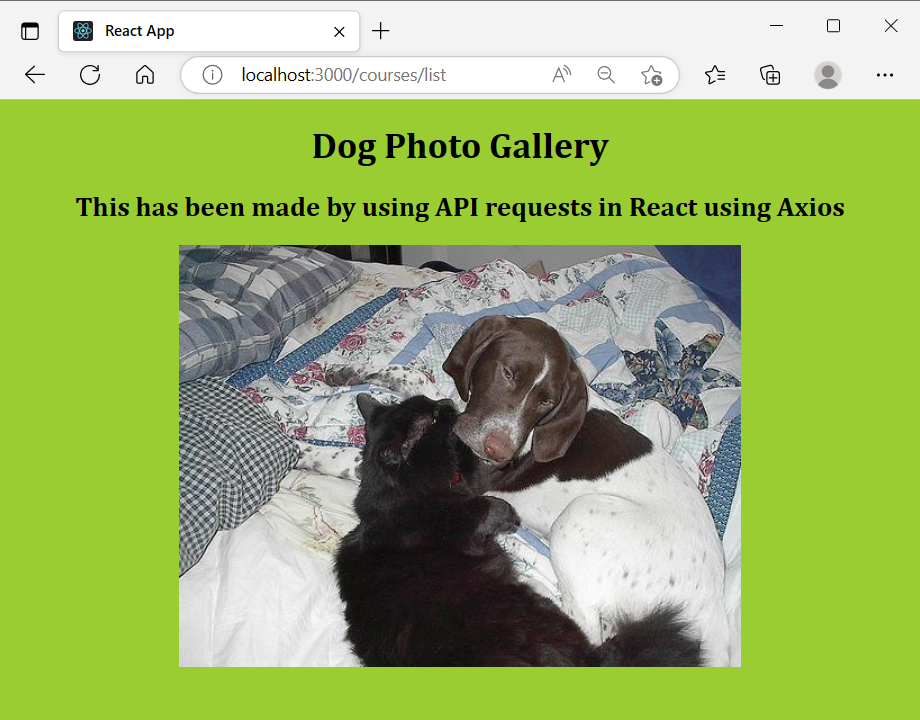 React App
localhost:3000/courses/list
Dog Photo Gallery
This has been made by using API requests in React using Axios